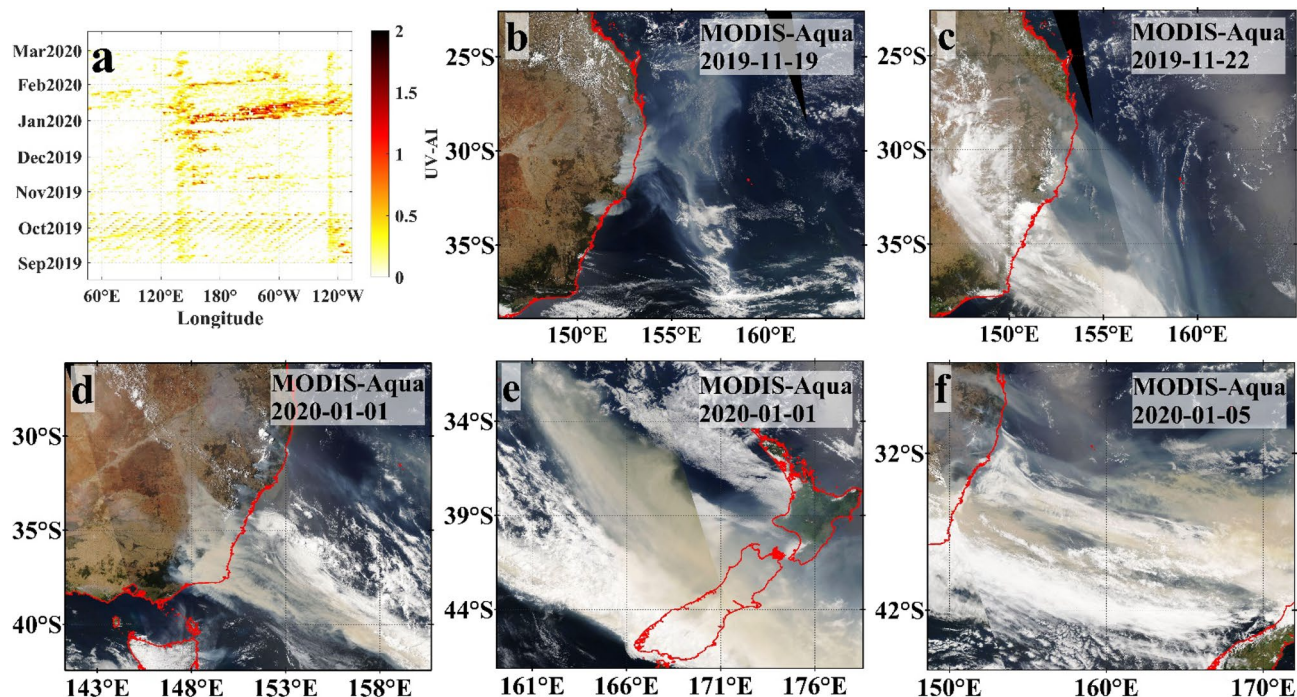 a
Mar2020
Feb2020
Jan2020
Dec2019
Nov2019
Oct2019
Sep2019
60°E 120°E 180° 60°W 120°W
Longitude
2
1.5
1
0.5
0
UV-AI
b
MODIS-Aqua
2019-11-19
25°S
30°S
35°S
150°E 155°E 160°E
c
MODIS-Aqua
2019-11-22
25°S
30°S
35°S
150°E 155°E 160°E
d
MODIS-Aqua
2020-01-01
30°S
35°S
40°S
143°E 148°E 153°E 159°E
e
MODIS-Aqua
2020-01-01
34°S
39°S
44°S
161°E 166°E 171°E 176°E
f
MODIS-Aqua
2020-01-05
32°S
42°S
150°E 160°E 170°E